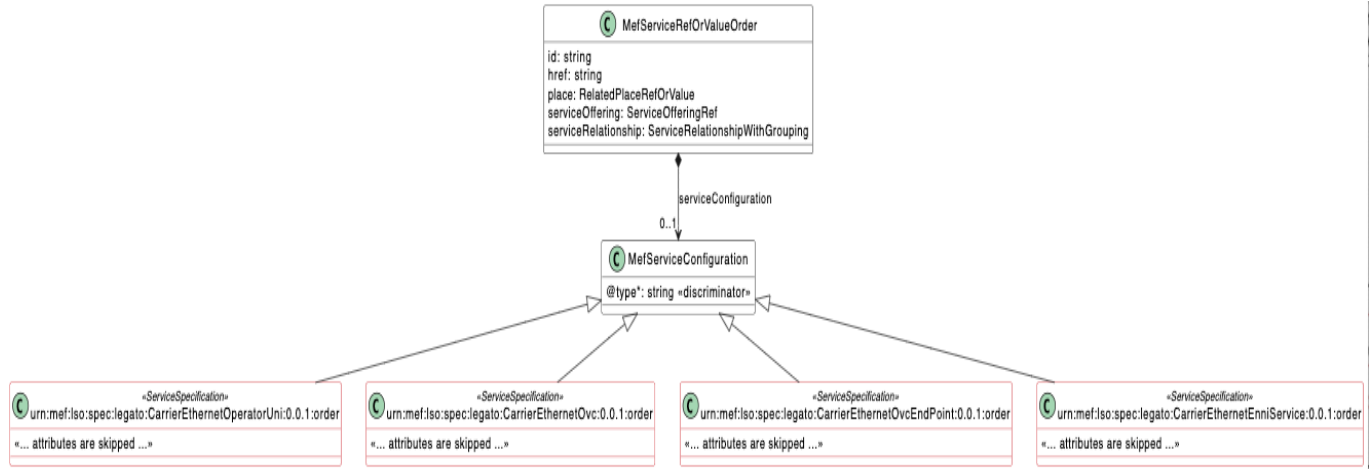 C MefServiceRefOrValueOrder
id: string
href: string
place: RelatedPlaceRefOrValue
serviceOffering: ServiceOfferingRef
serviceRelationship: ServiceRelationshipWithGrouping
serviceConfiguration
0..1
C MefServiceConfiguration
@type*: string «discriminator»
«ServiceSpecification»
C urn:mef:lso:spec:legato:CarrierEthernetOperatorUni:0.0.1:order
«... attributes are skipped ...»
«ServiceSpecification»
C urn:mef:lso:spec:legato:CarrierEthernetOvc:0.0.1:order
«... attributes are skipped ...»
«ServiceSpecification»
C urn:mef:lso:spec:legato:CarrierEthernetOvcEndPoint:0.0.1:order
«... attributes are skipped ...»
«ServiceSpecification»
C urn:mef:lso:spec:legato:CarrierEthernetEnniService:0.0.1:order
«... attributes are skipped ...»